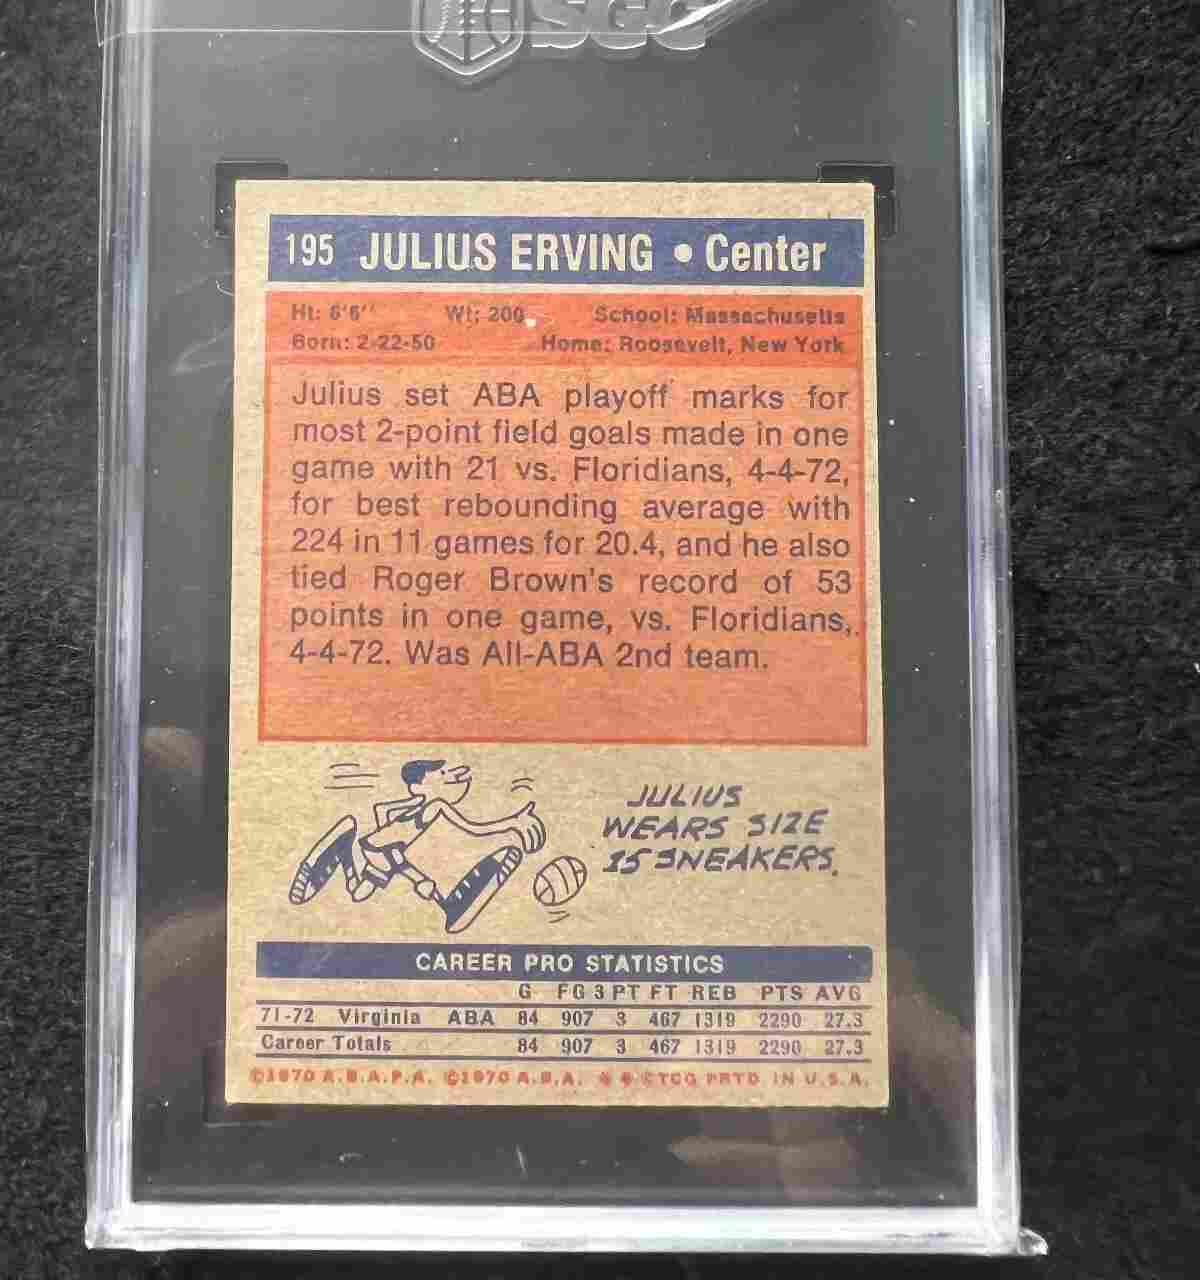 SGC
195 JULIUS ERVING • Center
Ht: 6'6" Wt: 200 School: Massachusetts
Born: 2-22-50 Home: Roosevelt, New York
Julius set ABA playoff marks for
most 2-point field goals made in one
game with 21 vs. Floridians, 4-4-72,
for best rebounding average with
224 in 11 games for 20.4, and he also
tied Roger Brown's record of 53
points in one game, vs. Floridians,
4-4-72. Was All-ABA 2nd team.
JULIUS
WEARS SIZE
15 SNEAKERS.
CAREER PRO STATISTICS
G FG 3 PT FT REB PTS AVG
71-72 Virginia ABA 84 907 3 467 1319 2290 27.3
Career Totals 84 907 3 467 1319 2290 27.3
©1970 A.B.A.P.A. ©1970 A.B.A. * * ©TCG PRTD. IN U.S.A.